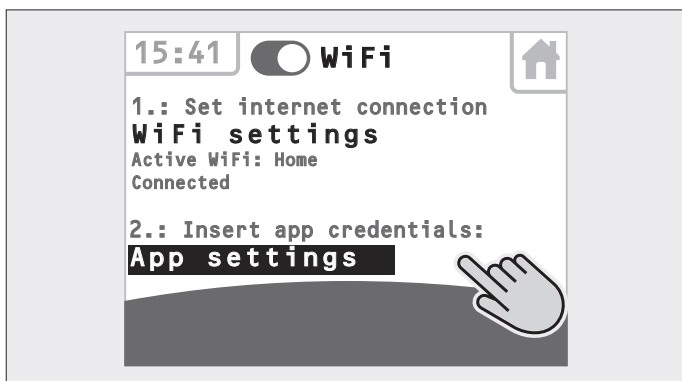 15:41 WiFi
1.: Set internet connection
WiFi settings
Active WiFi: Home
Connected
2.: Insert app credentials:
App settings